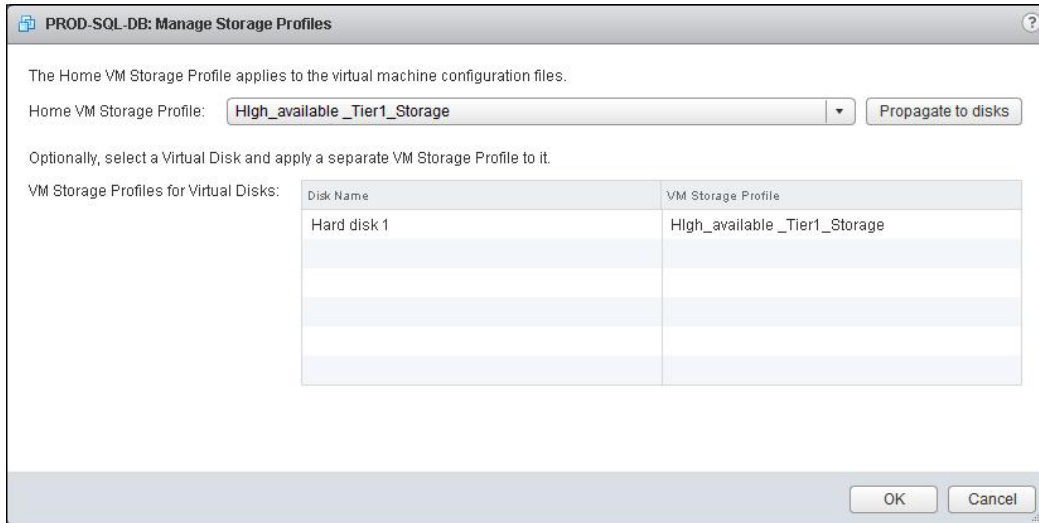 PROD-SQL-DB: Manage Storage Profiles
?
The Home VM Storage Profile applies to the virtual machine configuration files.
Home VM Storage Profile: HIgh_available _Tier1_Storage Propagate to disks
Optionally, select a Virtual Disk and apply a separate VM Storage Profile to it.
VM Storage Profiles for Virtual Disks: Disk Name VM Storage Profile
Hard disk 1 HIgh_available _Tier1_Storage
OK Cancel